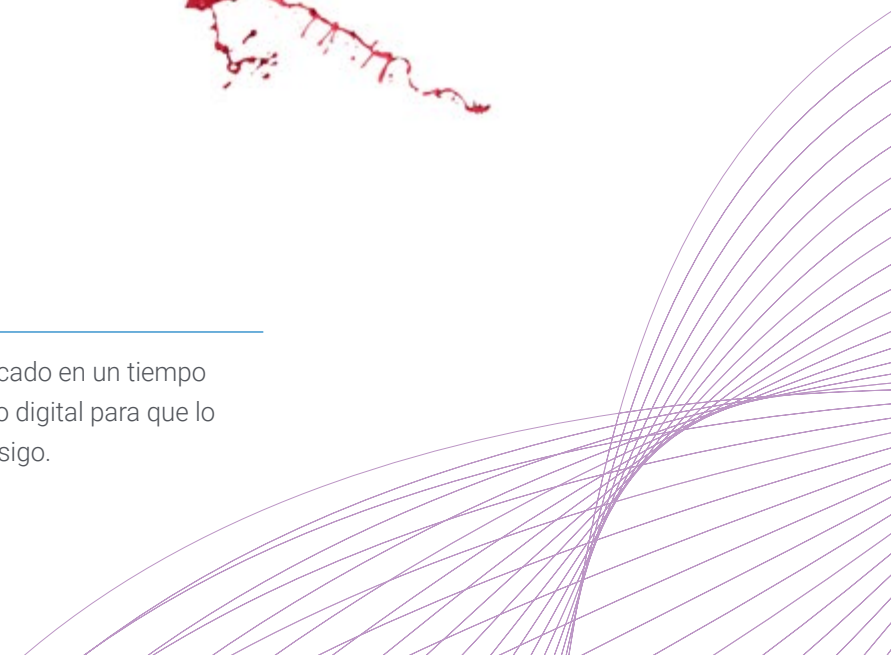 cado en un tiempo
o digital para que lo
sigo.